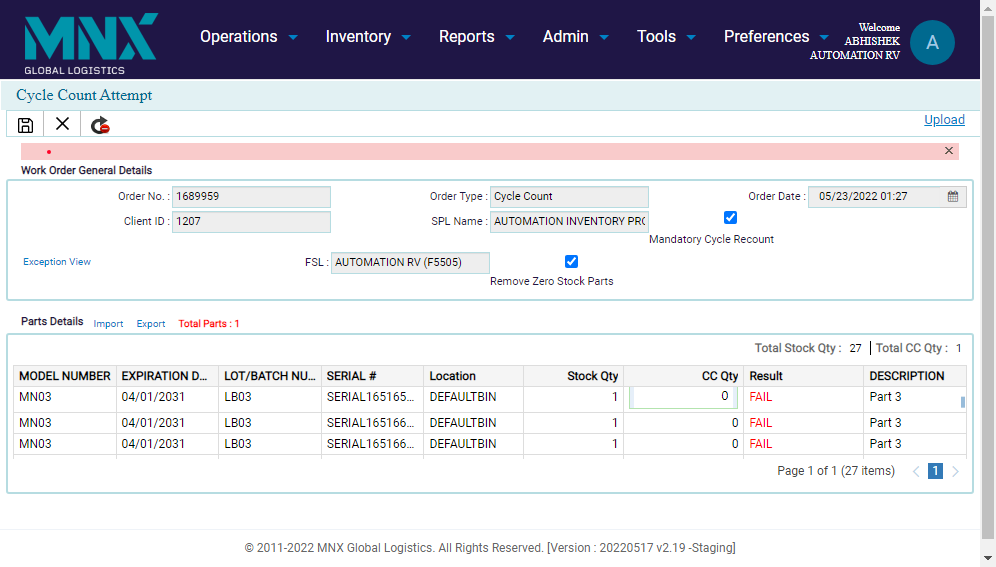 MNX
GLOBAL LOGISTICS
Operations Inventory Reports Admin Tools Preferences
Welcome
ABHISHEK
AUTOMATION RV
A
Cycle Count Attempt
Upload
Work Order General Details
Order No. : 1689959 Order Type : Cycle Count Order Date : 05/23/2022 01:27
Client ID : 1207 SPL Name : AUTOMATION INVENTORY PRO
Mandatory Cycle Recount
Exception View FSL : AUTOMATION RV (F5505)
Remove Zero Stock Parts
Parts Details Import Export Total Parts : 1
Total Stock Qty : 27 Total CC Qty : 1
MODEL NUMBER EXPIRATION D... LOT/BATCH NU... SERIAL # Location Stock Qty CC Qty Result DESCRIPTION
MN03 04/01/2031 LB03 SERIAL165165... DEFAULTBIN 1 0 FAIL Part 3
MN03 04/01/2031 LB03 SERIAL165166... DEFAULTBIN 1 0 FAIL Part 3
MN03 04/01/2031 LB03 SERIAL165166... DEFAULTBIN 1 0 FAIL Part 3
Page 1 of 1 (27 items) 1
© 2011-2022 MNX Global Logistics. All Rights Reserved. [Version : 20220517 v2.19 -Staging]